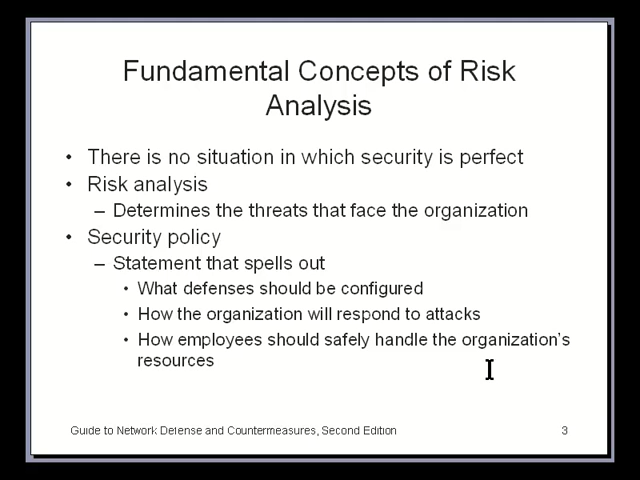 Fundamental Concepts of Risk
Analysis
• There is no situation in which security is perfect
• Risk analysis
– Determines the threats that face the organization
• Security policy
– Statement that spells out
• What defenses should be configured
• How the organization will respond to attacks
• How employees should safely handle the organization's
resources
Guide to Network Defense and Countermeasures, Second Edition 3